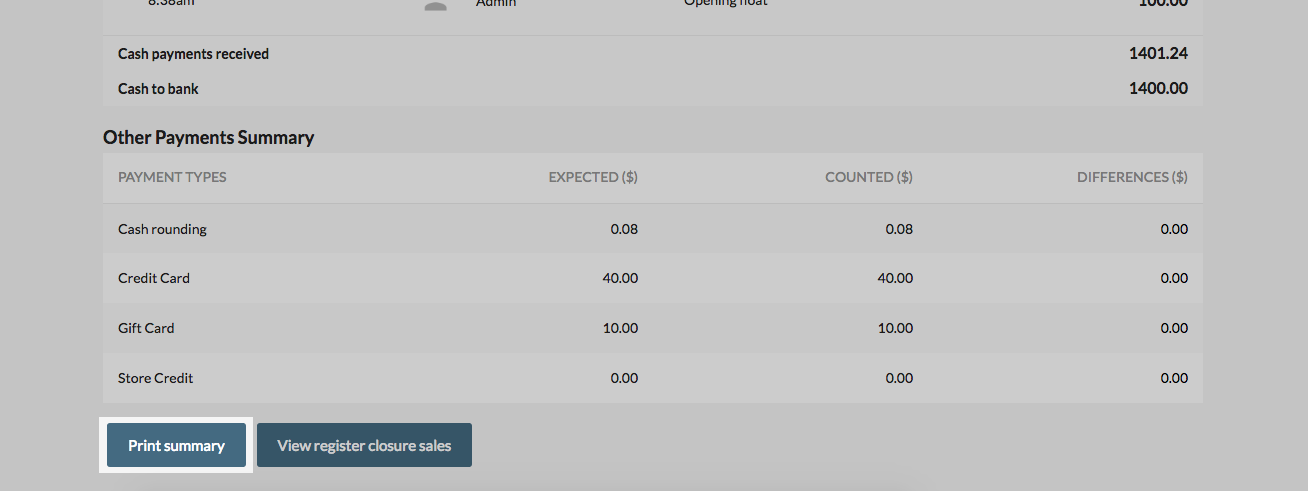 8:38am Admin Opening float 100.00
Cash payments received 1401.24
Cash to bank 1400.00
Other Payments Summary
PAYMENT TYPES EXPECTED ($) COUNTED ($) DIFFERENCES ($)
Cash rounding 0.08 0.08 0.00
Credit Card 40.00 40.00 0.00
Gift Card 10.00 10.00 0.00
Store Credit 0.00 0.00 0.00
Print summary View register closure sales